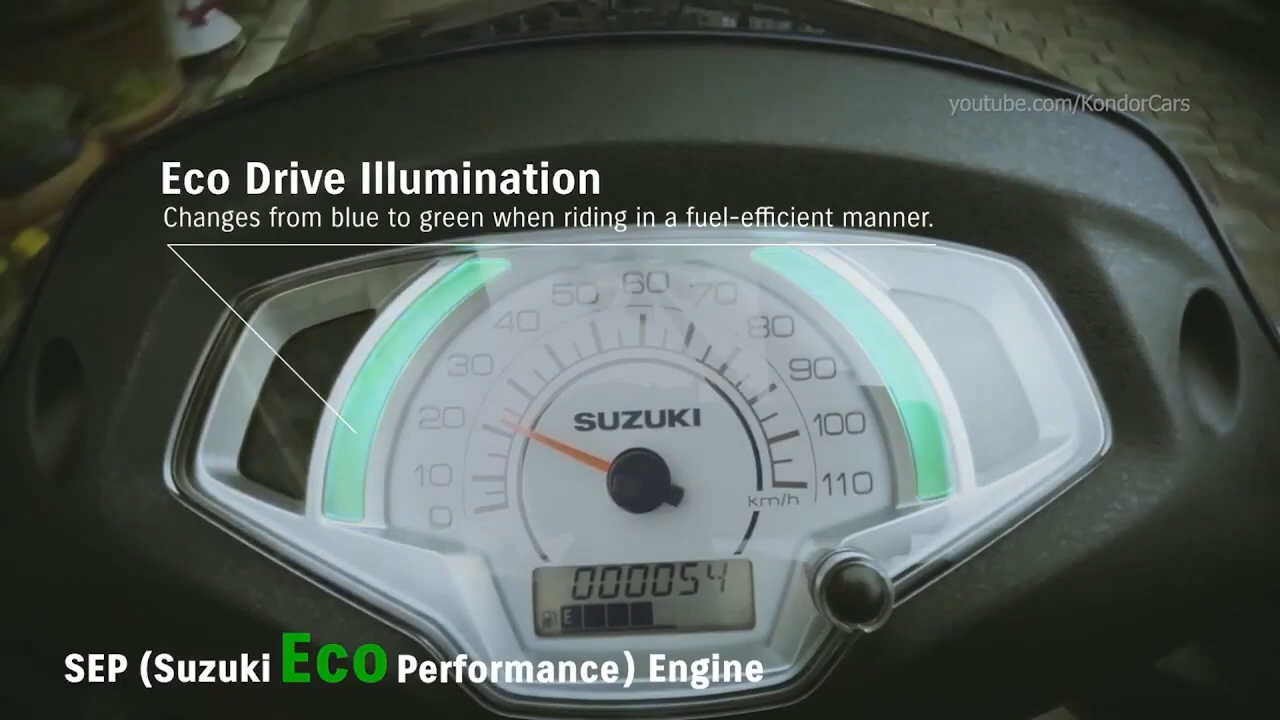 youtube.com/KondorCars
Eco Drive Illumination
Changes from blue to green when riding in a fuel-efficient manner.
0
10
20
30
40
50
60
70
80
90
100
110
SUZUKI
km/h
000054
E
SEP (Suzuki Eco Performance) Engine